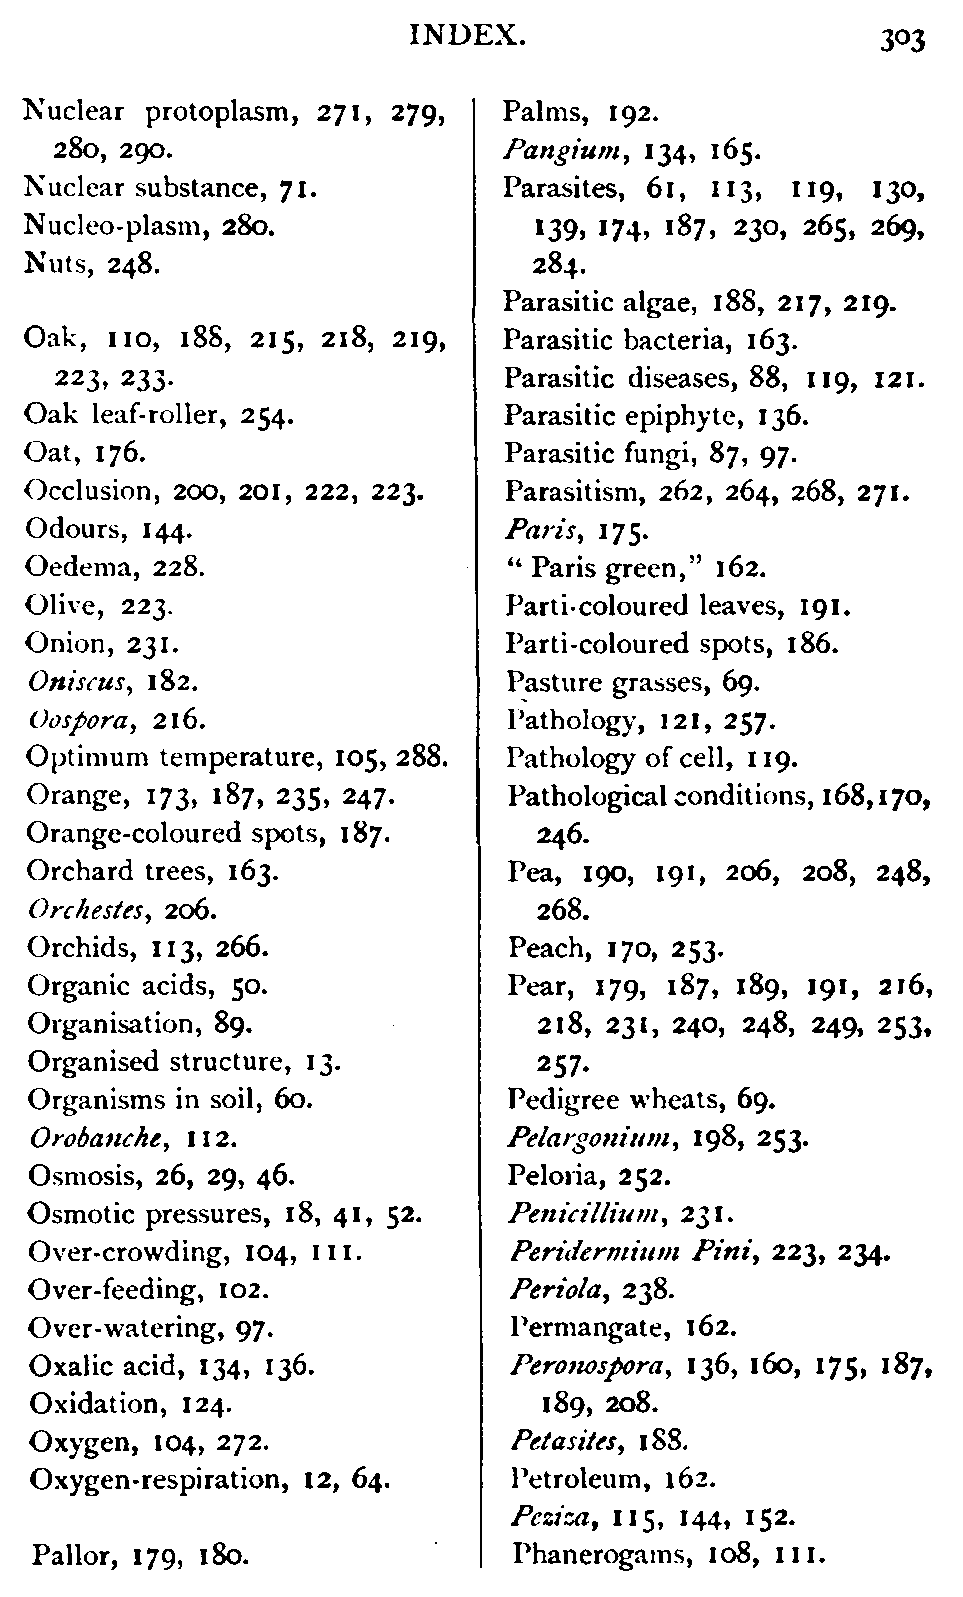 INDEX. 303
Nuclear protoplasm, 271, 279,
280, 290.
Nuclear substance, 71.
Nucleo-plasm, 280.
Nuts, 248.
Oak, 110, 188, 215, 218, 219,
223, 233.
Oak leaf-roller, 254.
Oat, 176.
Occlusion, 200, 201, 222, 223.
Odours, 144.
Oedema, 228.
Olive, 223.
Onion, 231.
Oniscus, 182.
Oospora, 216.
Optimum temperature, 105, 288.
Orange, 173, 187, 235, 247.
Orange-coloured spots, 187.
Orchard trees, 163.
Orchestes, 206.
Orchids, 113, 266.
Organic acids, 50.
Organisation, 89.
Organised structure, 13.
Organisms in soil, 60.
Orobanche, 112.
Osmosis, 26, 29, 46.
Osmotic pressures, 18, 41, 52.
Over-crowding, 104, 111.
Over-feeding, 102.
Over-watering, 97.
Oxalic acid, 134, 136.
Oxidation, 124.
Oxygen, 104, 272.
Oxygen-respiration, 12, 64.
Pallor, 179, 180.
Palms, 192.
Pangium, 134, 165.
Parasites, 61, 113, 119, 130,
139, 174, 187, 230, 265, 269,
284.
Parasitic algae, 188, 217, 219.
Parasitic bacteria, 163.
Parasitic diseases, 88, 119, 121.
Parasitic epiphyte, 136.
Parasitic fungi, 87, 97.
Parasitism, 262, 264, 268, 271.
Paris, 175.
“Paris green,” 162.
Parti-coloured leaves, 191.
Parti-coloured spots, 186.
Pasture grasses, 69.
Pathology, 121, 257.
Pathology of cell, 119.
Pathological conditions, 168, 170,
246.
Pea, 190, 191, 206, 208, 248,
268.
Peach, 170, 253.
Pear, 179, 187, 189, 191, 216,
218, 231, 240, 248, 249, 253,
257.
Pedigree wheats, 69.
Pelargonium, 198, 253.
Peloria, 252.
Penicillium, 231.
Peridermium Pini, 223, 234.
Periola, 238.
Permangate, 162.
Peronospora, 136, 160, 175, 187,
189, 208.
Petasites, 188.
Petroleum, 162.
Peziza, 115, 144, 152.
Phanerogams, 108, 111.